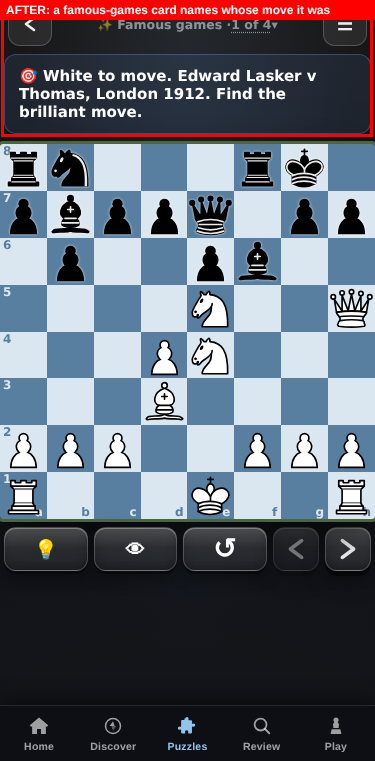 AFTER: a famous-games card names whose move it was
✨ Famous games · 1 of 4▾
🎯 White to move. Edward Lasker v
Thomas, London 1912. Find the
brilliant move.
8
7
6
5
4
3
2
1
b c d e f g
Home Discover Puzzles Review Play